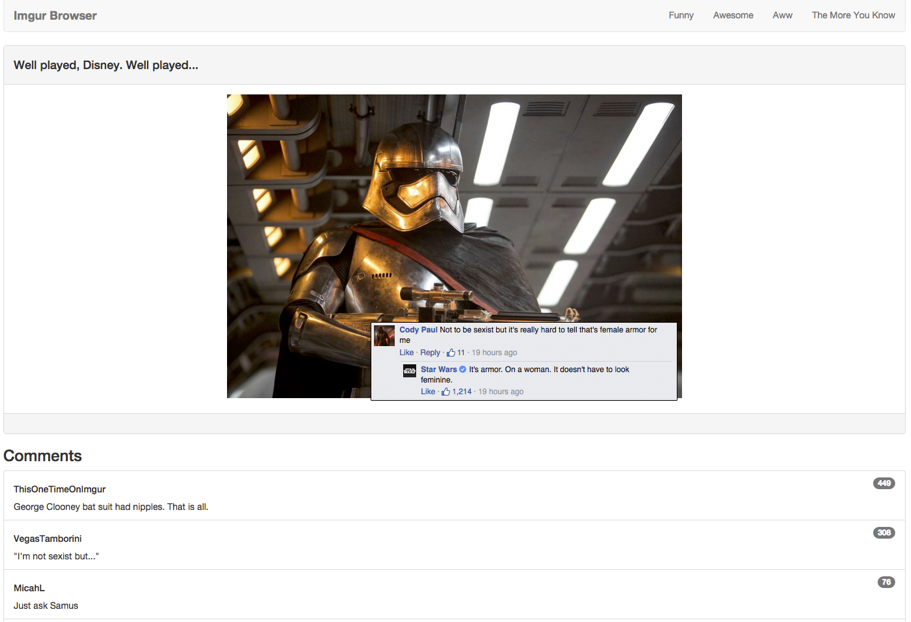 Imgur Browser
Funny
Awesome
Aww
The More You Know
Well played, Disney. Well played...
Cody Paul Not to be sexist but it's really hard to tell that's female armor for
me
Like · Reply · 11 · 19 hours ago
Star Wars It's armor. On a woman. It doesn't have to look
feminine.
Like · 1,214 · 19 hours ago
Comments
ThisOneTimeOnImgur
449
George Clooney bat suit had nipples. That is all.
VegasTamborini
308
"I'm not sexist but..."
MicahL
76
Just ask Samus